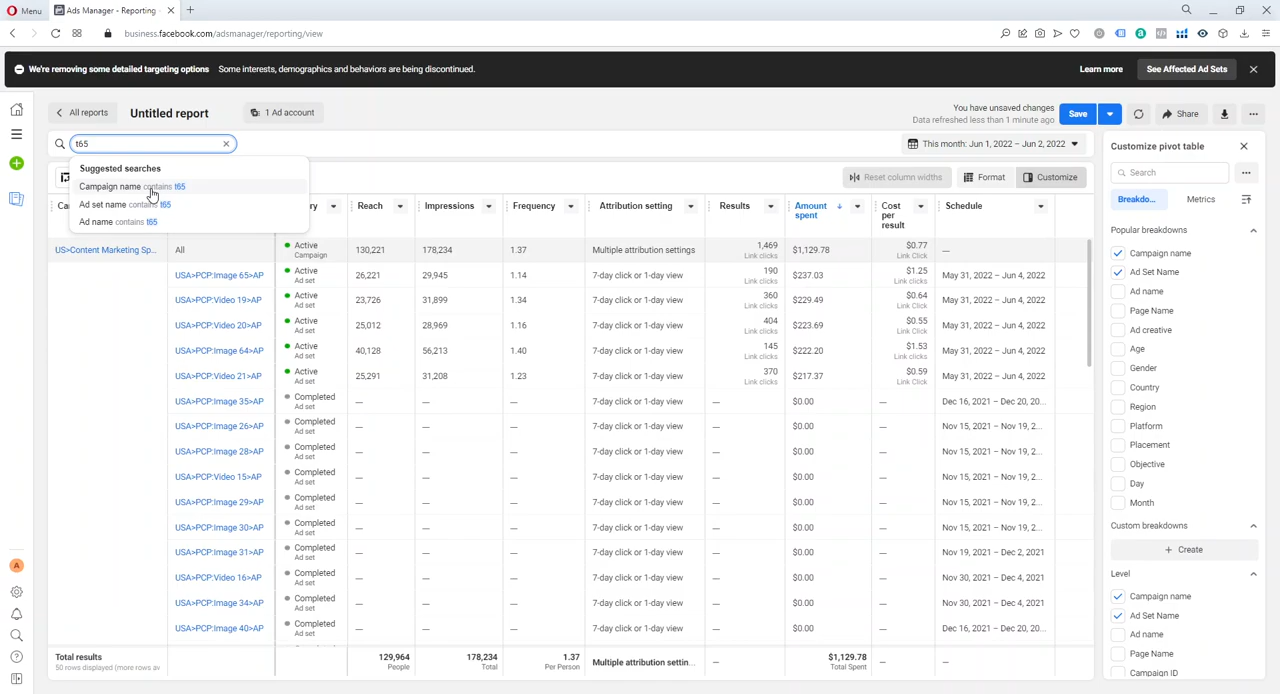 Menu
Ads Manager - Reporting
business.facebook.com/adsmanager/reporting/view
We're removing some detailed targeting options Some interests, demographics and behaviors are being discontinued.
Learn more
See Affected Ad Sets
All reports
Untitled report
1 Ad account
You have unsaved changes
Data refreshed less than 1 minute ago
Save
Share
t65
This month: Jun 1, 2022 – Jun 2, 2022
Suggested searches
Campaign name contains t65
Ad set name contains t65
Ad name contains t65
Reset column widths
Format
Customize
Reach
Impressions
Frequency
Attribution setting
Results
Amount spent
Cost per result
Schedule
US>Content Marketing Sp... All Active Campaign 130,221 178,234 1.37 Multiple attribution settings 1,469 Link clicks $1,129.78 $0.77 Link Click —
USA>PCP:Image 65>AP Active Ad set 26,221 29,945 1.14 7-day click or 1-day view 190 Link clicks $237.03 $1.25 Link Click May 31, 2022 – Jun 4, 2022
USA>PCP:Video 19>AP Active Ad set 23,726 31,899 1.34 7-day click or 1-day view 360 Link clicks $229.49 $0.64 Link Click May 31, 2022 – Jun 4, 2022
USA>PCP:Video 20>AP Active Ad set 25,012 28,969 1.16 7-day click or 1-day view 404 Link clicks $223.69 $0.55 Link Click May 31, 2022 – Jun 4, 2022
USA>PCP:Image 64>AP Active Ad set 40,128 56,213 1.40 7-day click or 1-day view 145 Link clicks $222.20 $1.53 Link Click May 31, 2022 – Jun 4, 2022
USA>PCP:Video 21>AP Active Ad set 25,291 31,208 1.23 7-day click or 1-day view 370 Link clicks $217.37 $0.59 Link Click May 31, 2022 – Jun 4, 2022
USA>PCP:Image 35>AP Completed Ad set — — — 7-day click or 1-day view — $0.00 — Dec 16, 2021 – Dec 20, 20...
USA>PCP:Image 26>AP Completed Ad set — — — 7-day click or 1-day view — $0.00 — Nov 15, 2021 – Nov 19, 2...
USA>PCP:Image 28>AP Completed Ad set — — — 7-day click or 1-day view — $0.00 — Nov 15, 2021 – Nov 19, 2...
USA>PCP:Video 15>AP Completed Ad set — — — 7-day click or 1-day view — $0.00 — Nov 15, 2021 – Nov 19, 2...
USA>PCP:Image 29>AP Completed Ad set — — — 7-day click or 1-day view — $0.00 — Nov 15, 2021 – Nov 19, 2...
USA>PCP:Image 30>AP Completed Ad set — — — 7-day click or 1-day view — $0.00 — Nov 15, 2021 – Nov 19, 2...
USA>PCP:Image 31>AP Completed Ad set — — — 7-day click or 1-day view — $0.00 — Nov 19, 2021 – Dec 2, 2021
USA>PCP:Video 16>AP Completed Ad set — — — 7-day click or 1-day view — $0.00 — Nov 30, 2021 – Dec 4, 2021
USA>PCP:Image 34>AP Completed Ad set — — — 7-day click or 1-day view — $0.00 — Nov 30, 2021 – Dec 4, 2021
USA>PCP:Image 40>AP Completed Ad set — — — 7-day click or 1-day view — $0.00 — Dec 16, 2021 – Dec 20, 20...
Total results 129,964 178,234 1.37 Multiple attribution settin... — $1,129.78 — —
50 rows displayed (more rows av People Total Per Person Total Spent
Customize pivot table
Search
Breakdo...
Metrics
Popular breakdowns
Campaign name
Ad Set Name
Ad name
Page Name
Ad creative
Age
Gender
Country
Region
Platform
Placement
Objective
Day
Month
Custom breakdowns
+ Create
Level
Campaign name
Ad Set Name
Ad name
Page Name
Campaign ID
A